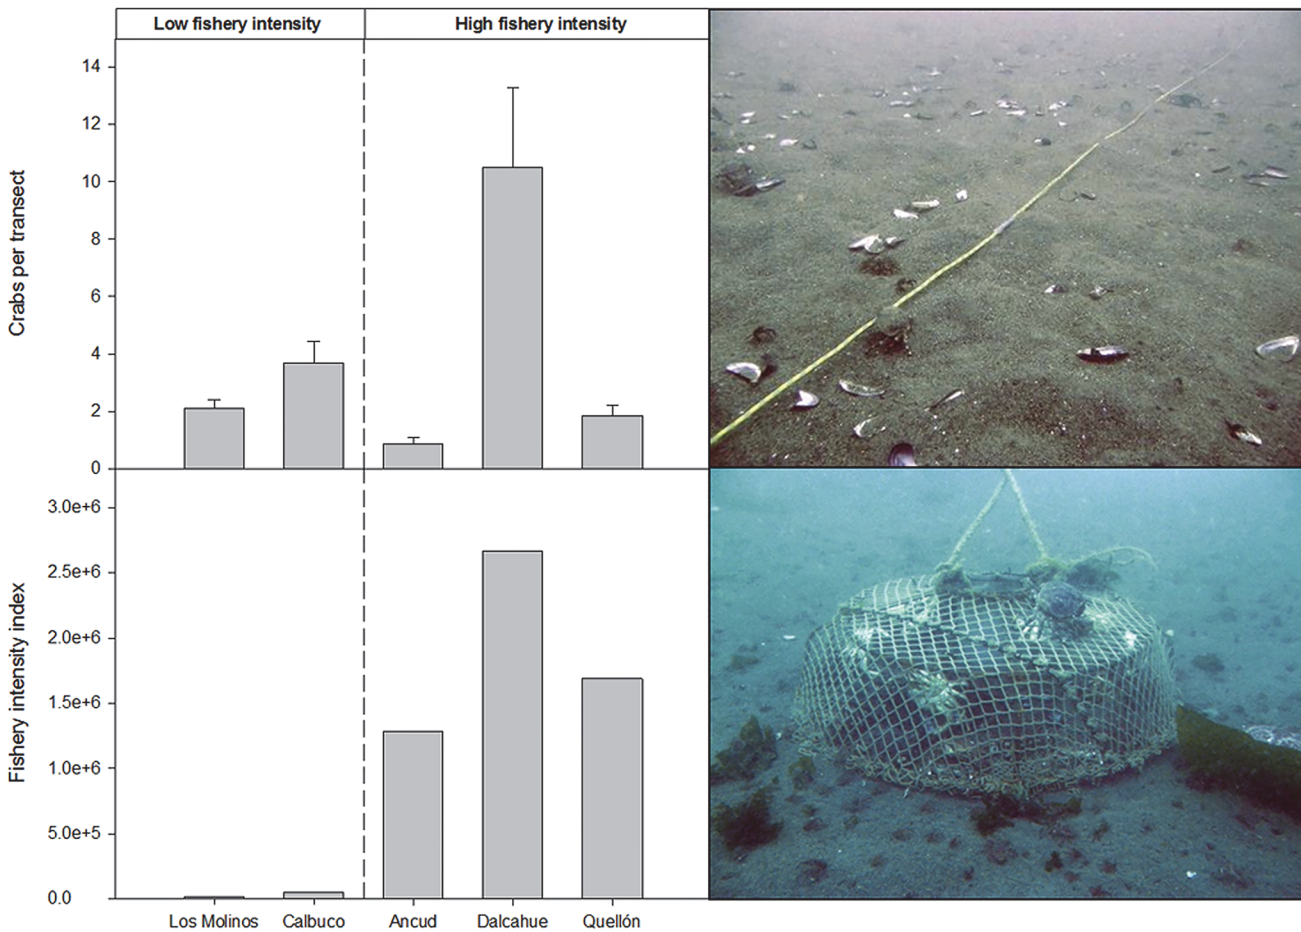 Low fishery intensity
High fishery intensity
Crabs per transect
14
12
10
8
6
4
2
0
Fishery intensity index
3.0e+6
2.5e+6
2.0e+6
1.5e+6
1.0e+6
5.0e+5
0.0
Los Molinos
Calbuco
Ancud
Dalcahue
Quellón